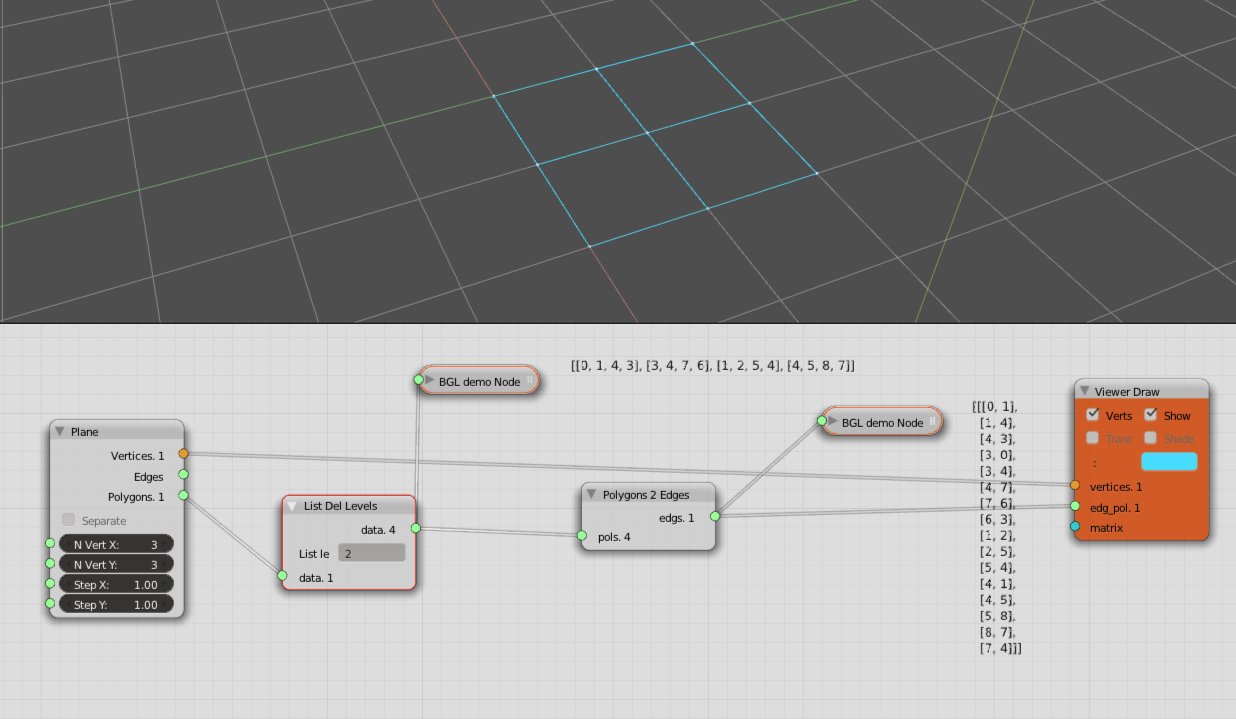 [[0, 1, 4, 3], [3, 4, 7, 6], [1, 2, 5, 4], [4, 5, 8, 7]]
BGL demo Node
Viewer Draw
Verts Show
Trans Shade
:
vertices. 1
edg_pol. 1
matrix
BGL demo Node
[[[0, 1],
[1, 4],
[4, 3],
[3, 0],
[3, 4],
[4, 7],
[7, 6],
[6, 3],
[1, 2],
[2, 5],
[5, 4],
[4, 1],
[4, 5],
[5, 8],
[8, 7],
[7, 4]]]
Plane
Vertices. 1
Edges
Polygons. 1
Separate
N Vert X: 3
N Vert Y: 3
Step X: 1.00
Step Y: 1.00
List Del Levels
data. 4
List le 2
data. 1
Polygons 2 Edges
edgs. 1
pols. 4